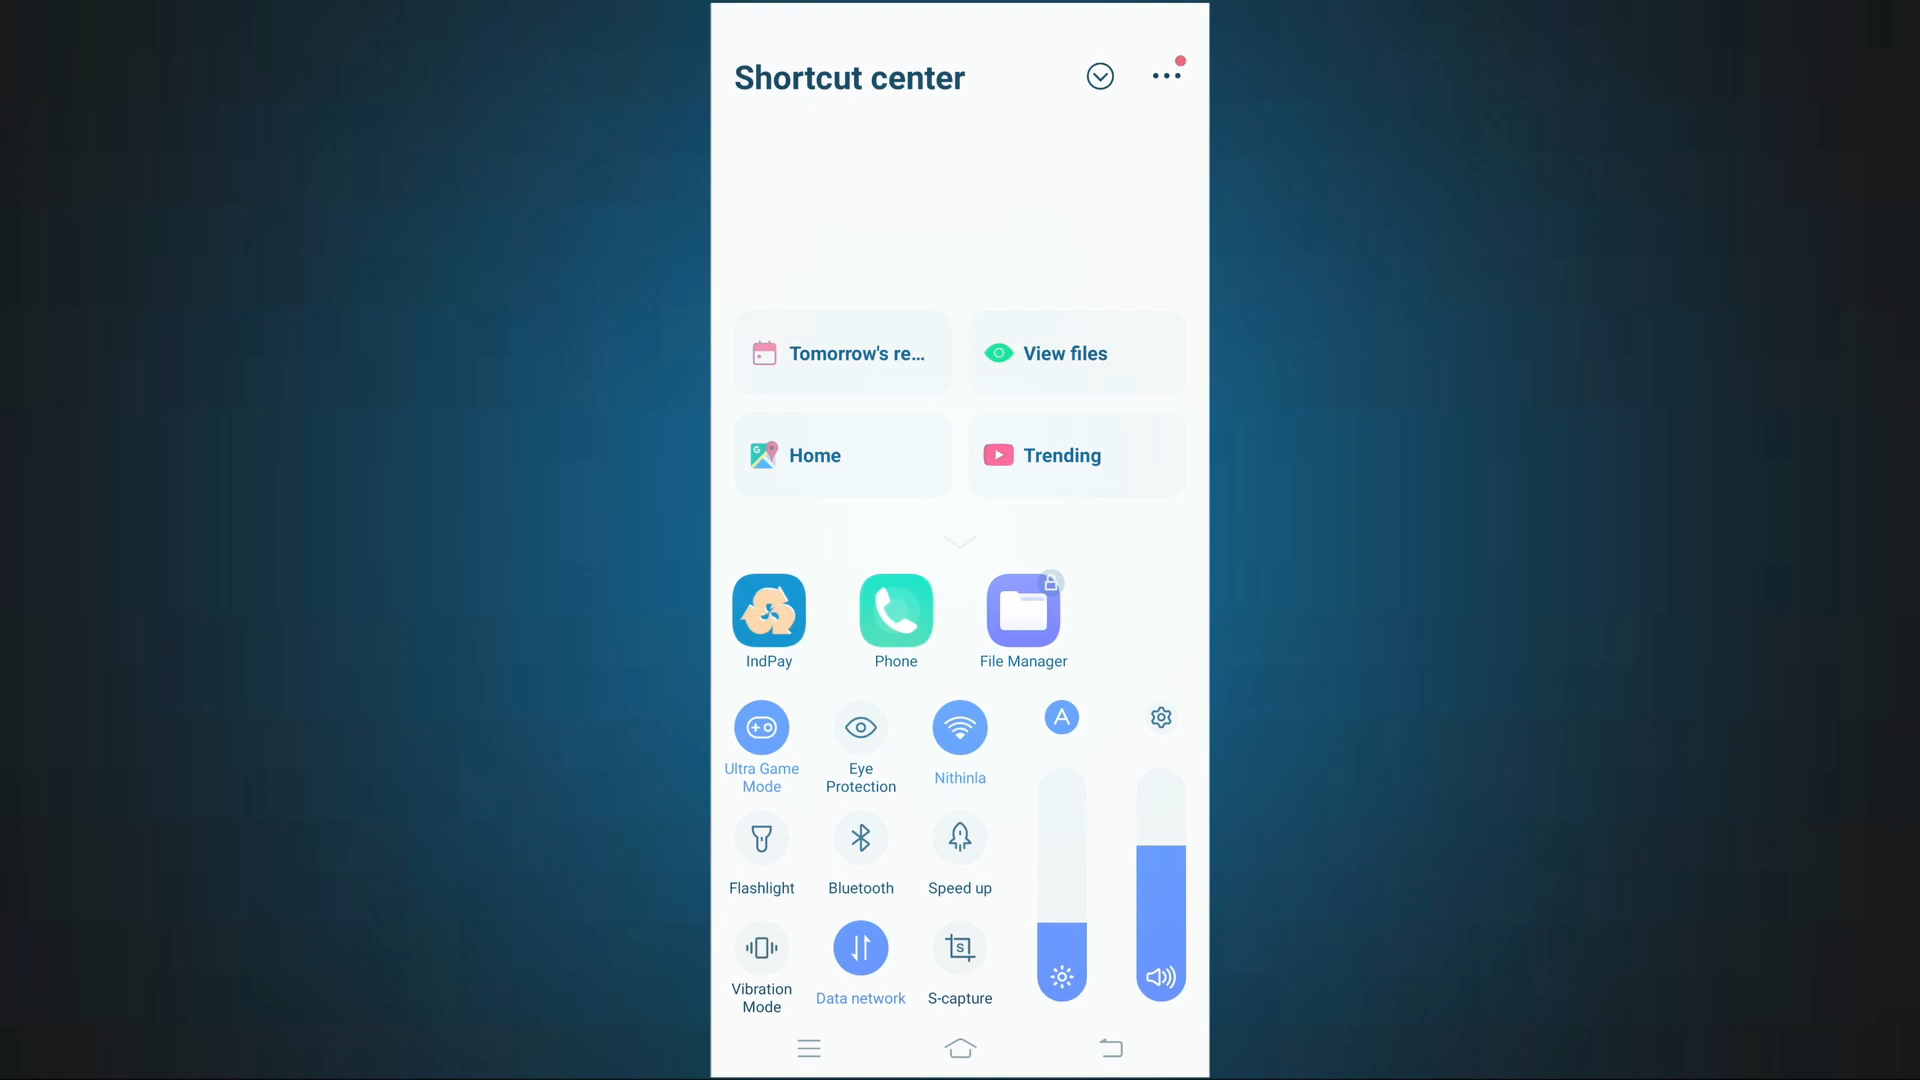 Shortcut center
Tomorrow's re...
View files
Home
Trending
IndPay
Phone
File Manager
Ultra Game
Mode
Eye
Protection
Nithinla
A
Flashlight
Bluetooth
Speed up
Vibration
Mode
Data network
S
S-capture